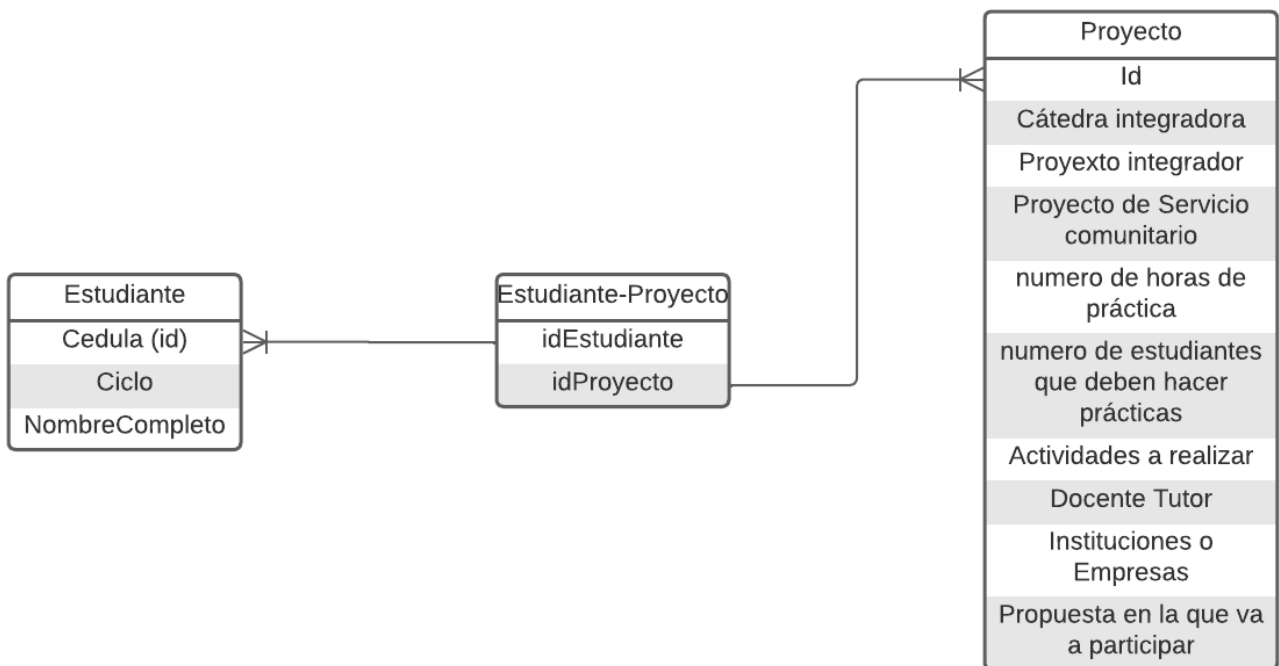 Estudiante
Cedula (id)
Ciclo
NombreCompleto
Estudiante-Proyecto
idEstudiante
idProyecto
Proyecto
Id
Cátedra integradora
Proyexto integrador
Proyecto de Servicio
comunitario
numero de horas de
práctica
numero de estudiantes
que deben hacer
prácticas
Actividades a realizar
Docente Tutor
Instituciones o
Empresas
Propuesta en la que va
a participar